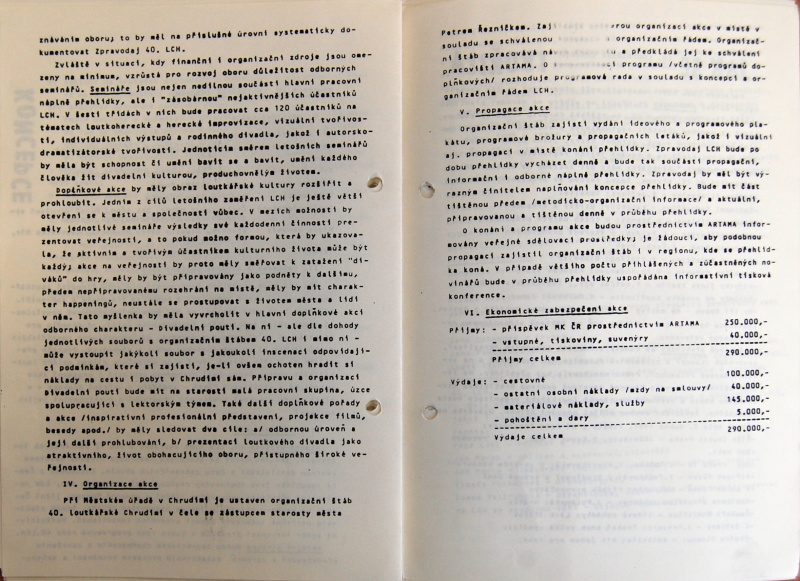 znáváním oboru; to by měl na příslušné úrovni systematicky do-
kumentovat Zpravodaj 40. LCH.
Zvláště v situaci, kdy finanční i organizační zdroje jsou ome-
zeny na minimum, vzrůstá pro rozvoj oboru důležitost odborných
seminářů. Semináře jsou nejen nedílnou součástí hlavní pracovní
náplně přehlídky, ale i "zásobárnou" nejaktivnějších účastníků
LCH. V šesti třídách v nich bude pracovat cca 120 účastníků na
tématech loutkoherecké a herecké improvizace, vizuální tvořivos-
ti, individuálních výstupů a rodinného divadla, jakož i autorsko-
dramatizátorské tvořivosti. Jednotícím směrem letošních seminářů
by měla být schopnost či umění bavit se a bavit, umění každého
člověka žít divadelní kulturou, produchovnělým životem.
Doplňkové akce by měly obraz loutkářské kultury rozšířit a
prohloubit. Jedním z cílů letošního zaměření LCH je ještě větší
otevření se k městu a společnosti vůbec. V mezích možností by
měly jednotlivé semináře výsledky své každodenní činnosti pre-
zentovat veřejnosti, a to pokud možno formou, která by ukazova-
la, že aktivním a tvořivým účastníkem kulturního života může být
každý; akce na veřejnosti by proto měly směřovat k zatažení "di-
váků" do hry, měly by být připravovány jako podněty k dalšímu,
předem nepřipravovanému rozehrání na místě, měly by mít charak-
ter happeningů, neustále se prostupovat s životem města a lidí
v něm. Tato myšlenka by měla vyvrcholit v hlavní doplňkové akci
odborného charakteru - Divadelní pouti. Na ní - ale dle dohody
jednotlivých souborů s organizačním štábem 40. LCH i mimo ni -
může vystoupit jakýkoli soubor s jakoukoli inscenací odpovídají-
cí podmínkám, které si zajistí, je-li ovšem ochoten hradit si
náklady na cestu i pobyt v Chrudimi sám. Přípravu a organizaci
Divadelní pouti bude mít na starosti malá pracovní skupina, úzce
spolupracující s lektorským týmem. Také další doplňkové pořady
a akce /inspirativní profesionální představení, projekce filmů,
besedy apod./ by měly sledovat dva cíle: a/ odbornou úroveň a
její další prohlubování, b/ prezentaci loutkového divadla jako
atraktivního, život obohacujícího oboru, přístupného široké ve-
řejnosti.
IV. Organizace akce
Při Městském úřadě v Chrudimi je ustaven organizační štáb
40. loutkářské Chrudimi v čele se zástupcem starosty města
Petrem Řezníčkem. Zaj erou organizaci akce v místě v
souladu se schválenou organizačním řádem. Organizač-
ní štáb zpracovává ná u a předkládá jej ke schválení
pracovišti ARTAMA. O programu /včetně programů do-
plňkových/ rozhoduje programová rada v souladu s koncepcí a or-
ganizačním řádem LCH.
V. Propagace akce
Organizační štáb zajistí vydání ideového a programového pla-
kátu, programové brožury a propagačních letáků, jakož i vizuální
aj. propagaci v místě konání přehlídky. Zpravodaj LCH bude po
dobu přehlídky vycházet denně a bude tak součástí propagační,
informační i odborné náplně přehlídky. Zpravodaj by měl být vý-
razným činitelem naplňování koncepce přehlídky. Bude mít část
tištěnou předem /metodicko-organizační informace/ a aktuální,
připravovanou a tištěnou denně v průběhu přehlídky.
O konání a programu akce budou prostřednictvím ARTAMA infor-
movány veřejné sdělovací prostředky; je žádoucí, aby podobnou
propagaci zajistil organizační štáb i v regionu, kde se přehlíd-
ka koná. V případě většího počtu přihlášených a zúčastněných no-
vinářů bude v průběhu přehlídky uspořádána informativní tisková
konference.
VI. Ekonomické zabezpečení akce
Příjmy: - příspěvek MK ČR prostřednictvím ARTAMA 250.000,-
- vstupné, tiskoviny, suvenýry 40.000,-
Příjmy celkem 290.000,-
Výdaje: - cestovné 100.000,-
- ostatní osobní náklady /mzdy na smlouvy/ 40.000,-
- materiálové náklady, služby 145.000,-
- pohoštění a dary 5.000,-
Výdaje celkem 290.000,-